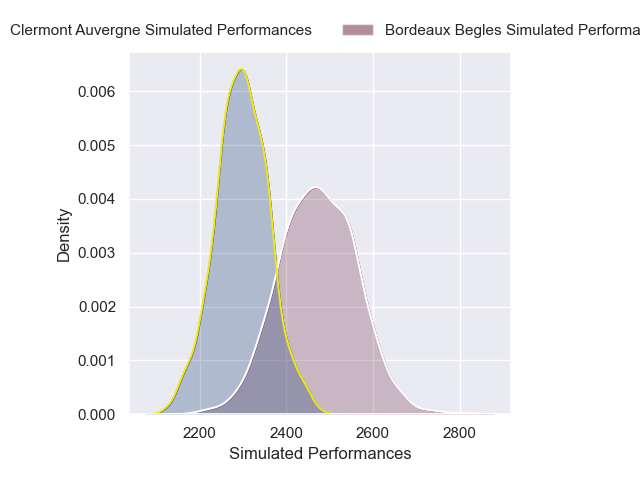 Clermont Auvergne Simulated Performances
Bordeaux Begles Simulated Performa
0.006
0.005
0.004
0.003
0.002
0.001
0.000
Density
2200 2400 2600 2800
Simulated Performances